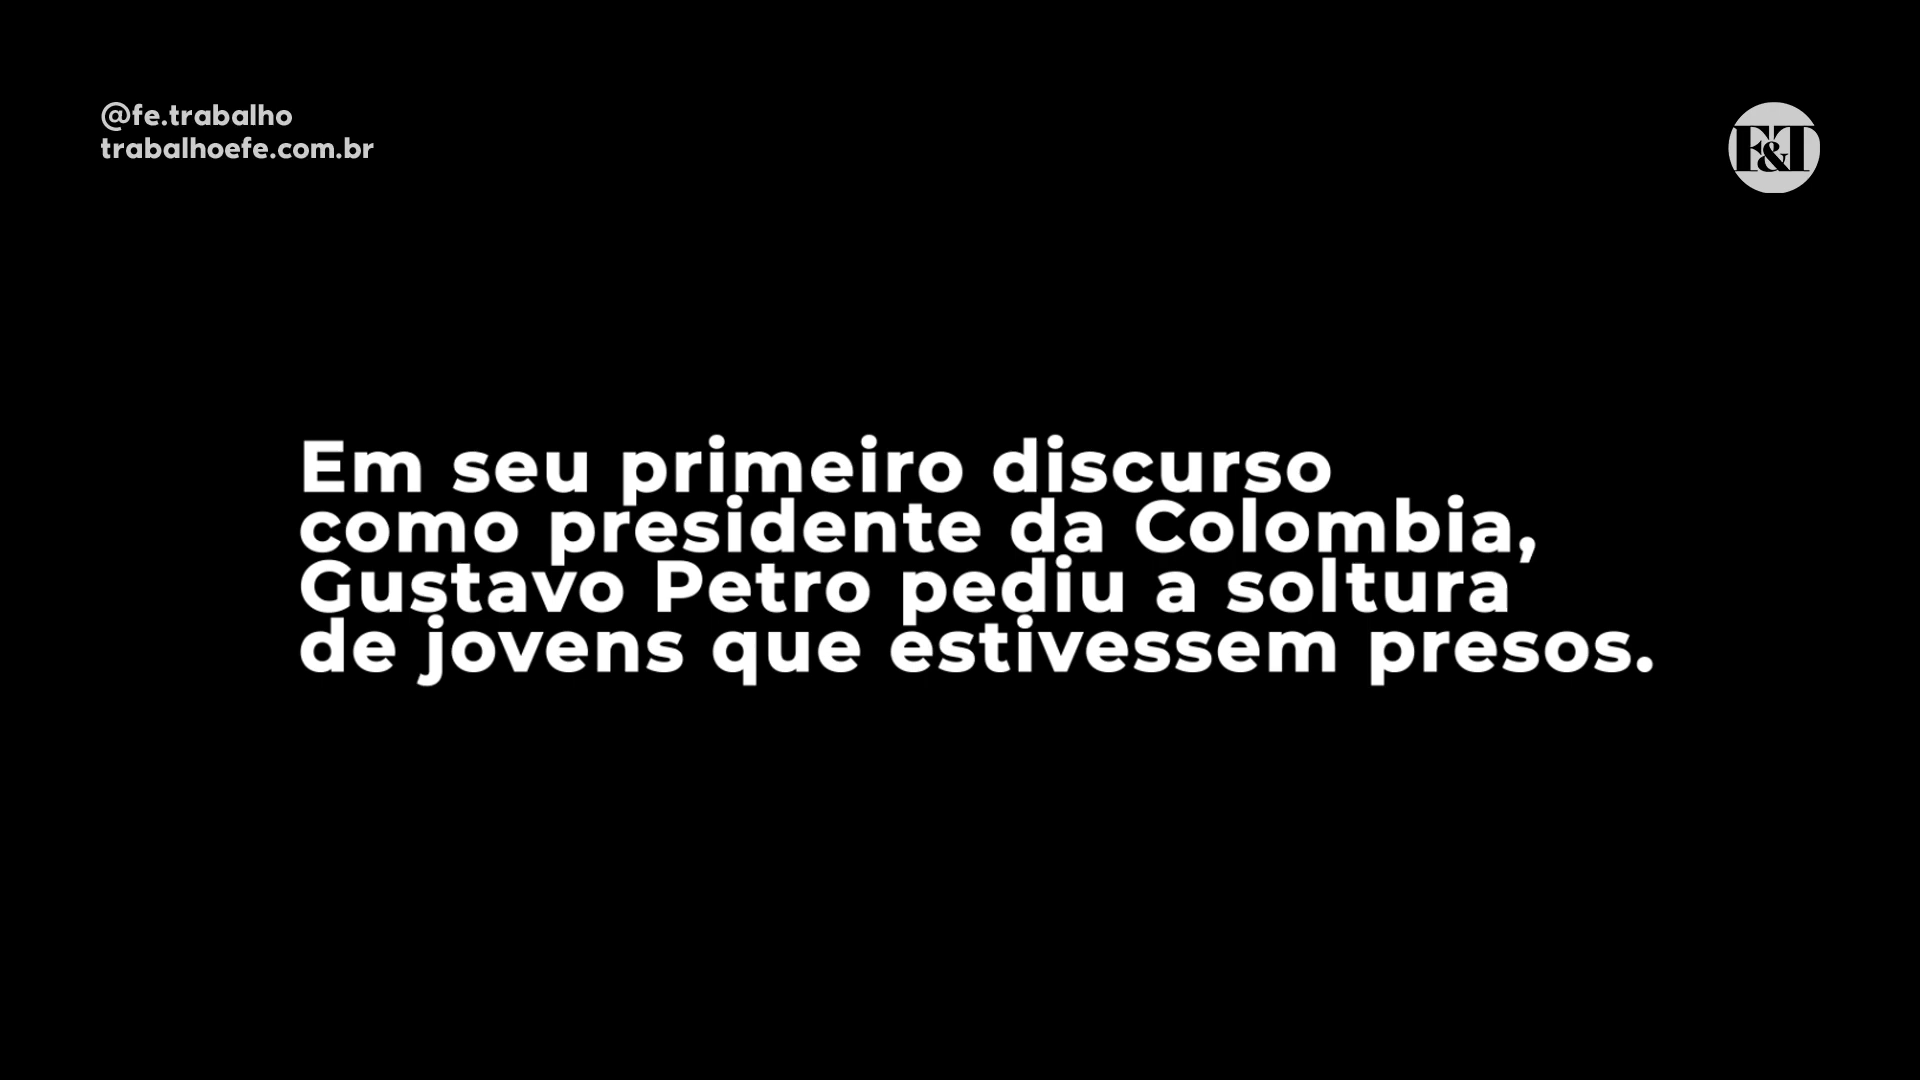 @fe.trabalho
trabalhoefe.com.br
F&T
Em seu primeiro discurso
como presidente da Colombia,
Gustavo Petro pediu a soltura
de jovens que estivessem presos.